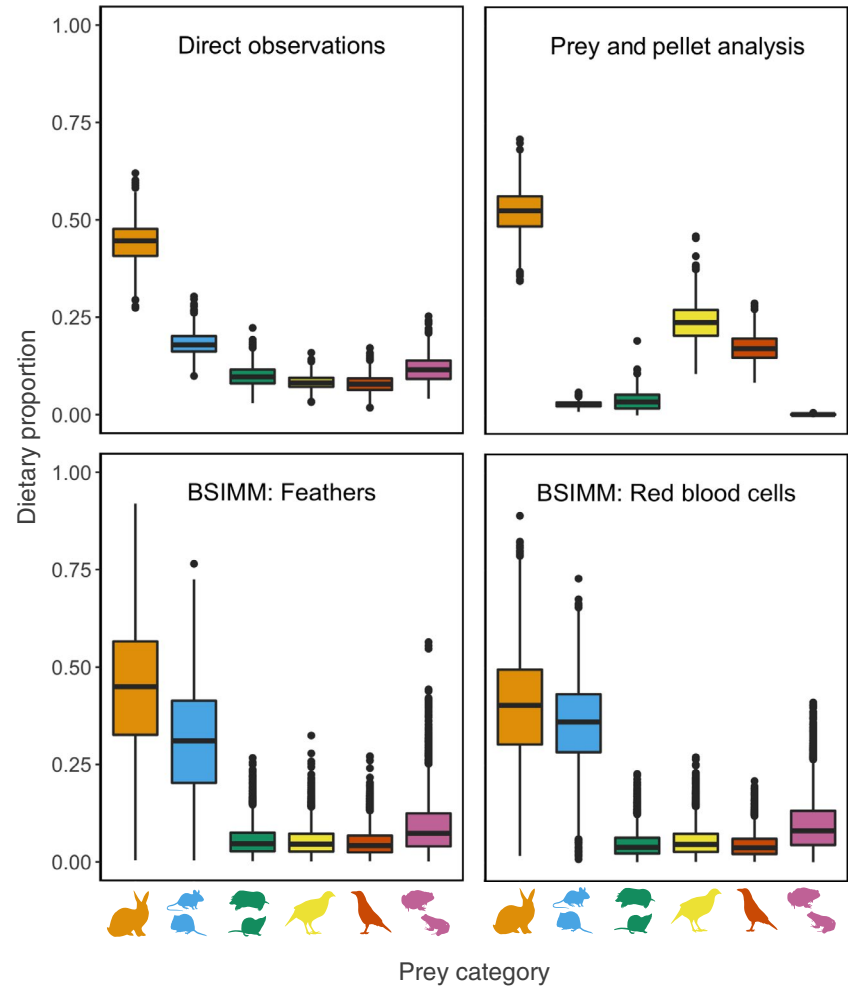 Direct observations
Prey and pellet analysis
1.00
0.75
0.50
0.25
0.00
Dietary proportion
BSIMM: Feathers
BSIMM: Red blood cells
1.00
0.75
0.50
0.25
0.00
Prey category